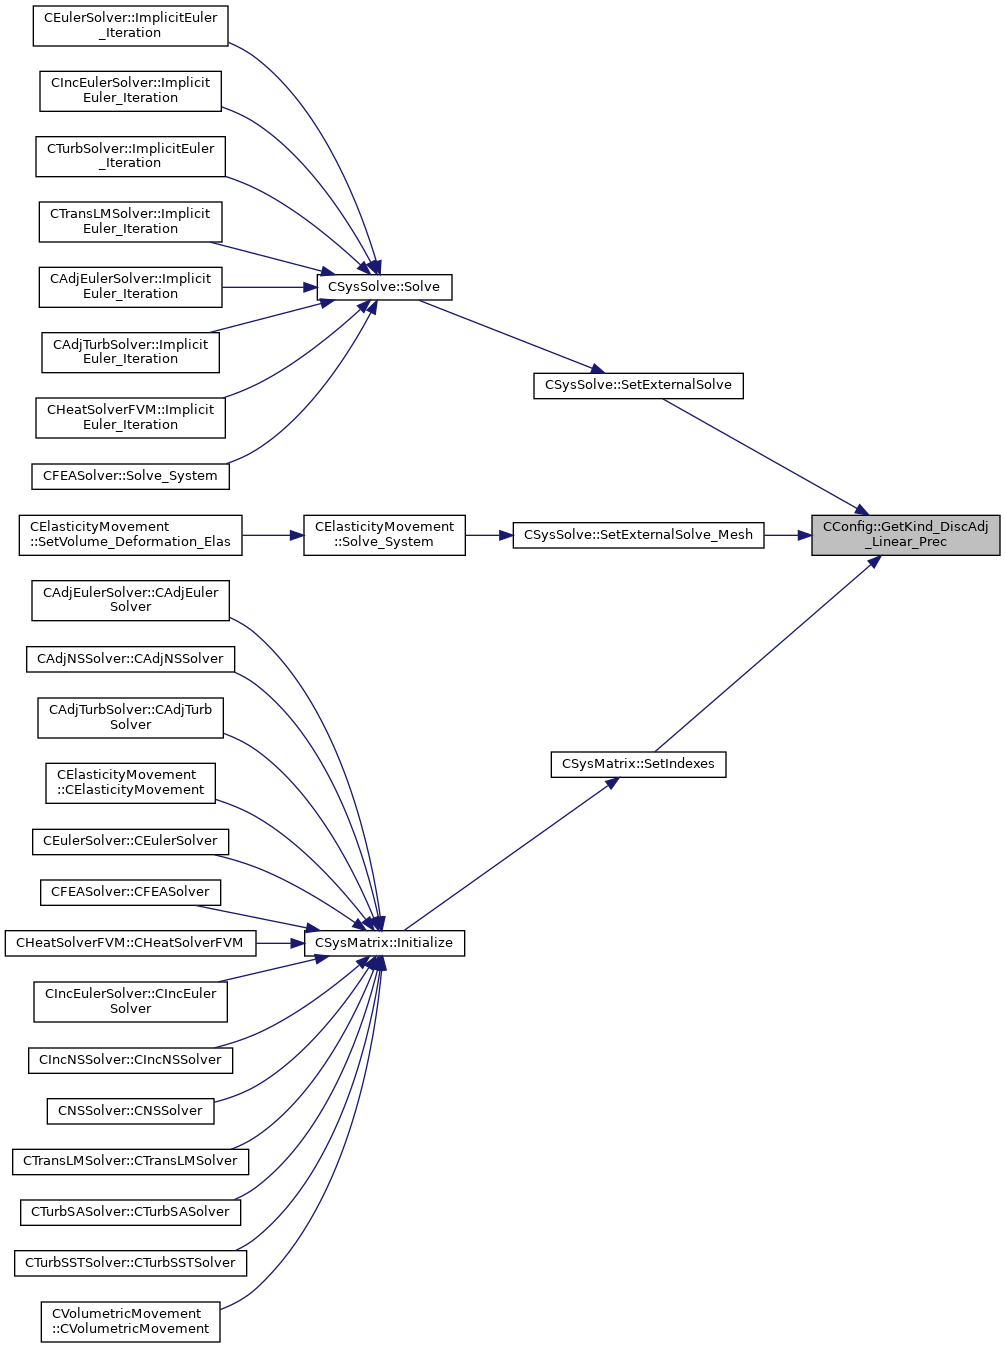 CEulerSolver::ImplicitEuler
_Iteration
CIncEulerSolver::Implicit
Euler_Iteration
CTurbSolver::ImplicitEuler
_Iteration
CTransLMSolver::Implicit
Euler_Iteration
CAdjEulerSolver::Implicit
Euler_Iteration
CAdjTurbSolver::Implicit
Euler_Iteration
CHeatSolverFVM::Implicit
Euler_Iteration
CFEASolver::Solve_System
CSysSolve::Solve
CSysSolve::SetExternalSolve
CElasticityMovement
::SetVolume_Deformation_Elas
CElasticityMovement
::Solve_System
CSysSolve::SetExternalSolve_Mesh
CConfig::GetKind_DiscAdj
_Linear_Prec
CAdjEulerSolver::CAdjEuler
Solver
CAdjNSSolver::CAdjNSSolver
CAdjTurbSolver::CAdjTurb
Solver
CElasticityMovement
::CElasticityMovement
CEulerSolver::CEulerSolver
CFEASolver::CFEASolver
CHeatSolverFVM::CHeatSolverFVM
CIncEulerSolver::CIncEuler
Solver
CIncNSSolver::CIncNSSolver
CNSSolver::CNSSolver
CTransLMSolver::CTransLMSolver
CTurbSASolver::CTurbSASolver
CTurbSSTSolver::CTurbSSTSolver
CVolumetricMovement
::CVolumetricMovement
CSysMatrix::Initialize
CSysMatrix::SetIndexes